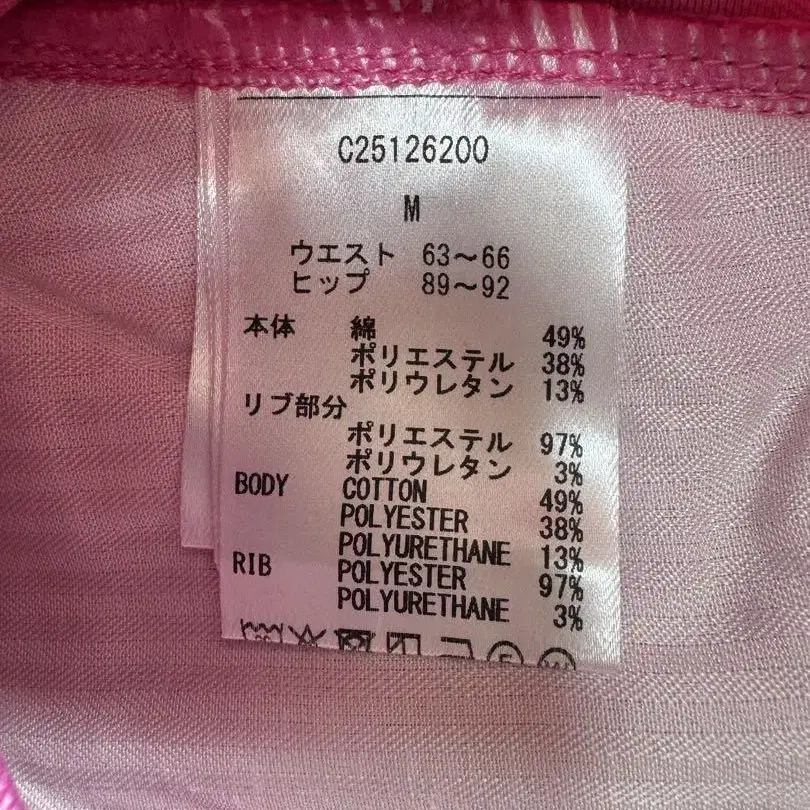 C25126200
M
ウエスト 63～66
ヒップ 89～92
本体 綿 49%
ポリエステル 38%
ポリウレタン 13%
リブ部分
ポリエステル 97%
ポリウレタン 3%
BODY COTTON 49%
POLYESTER 38%
POLYURETHANE 13%
RIB POLYESTER 97%
POLYURETHANE 3%